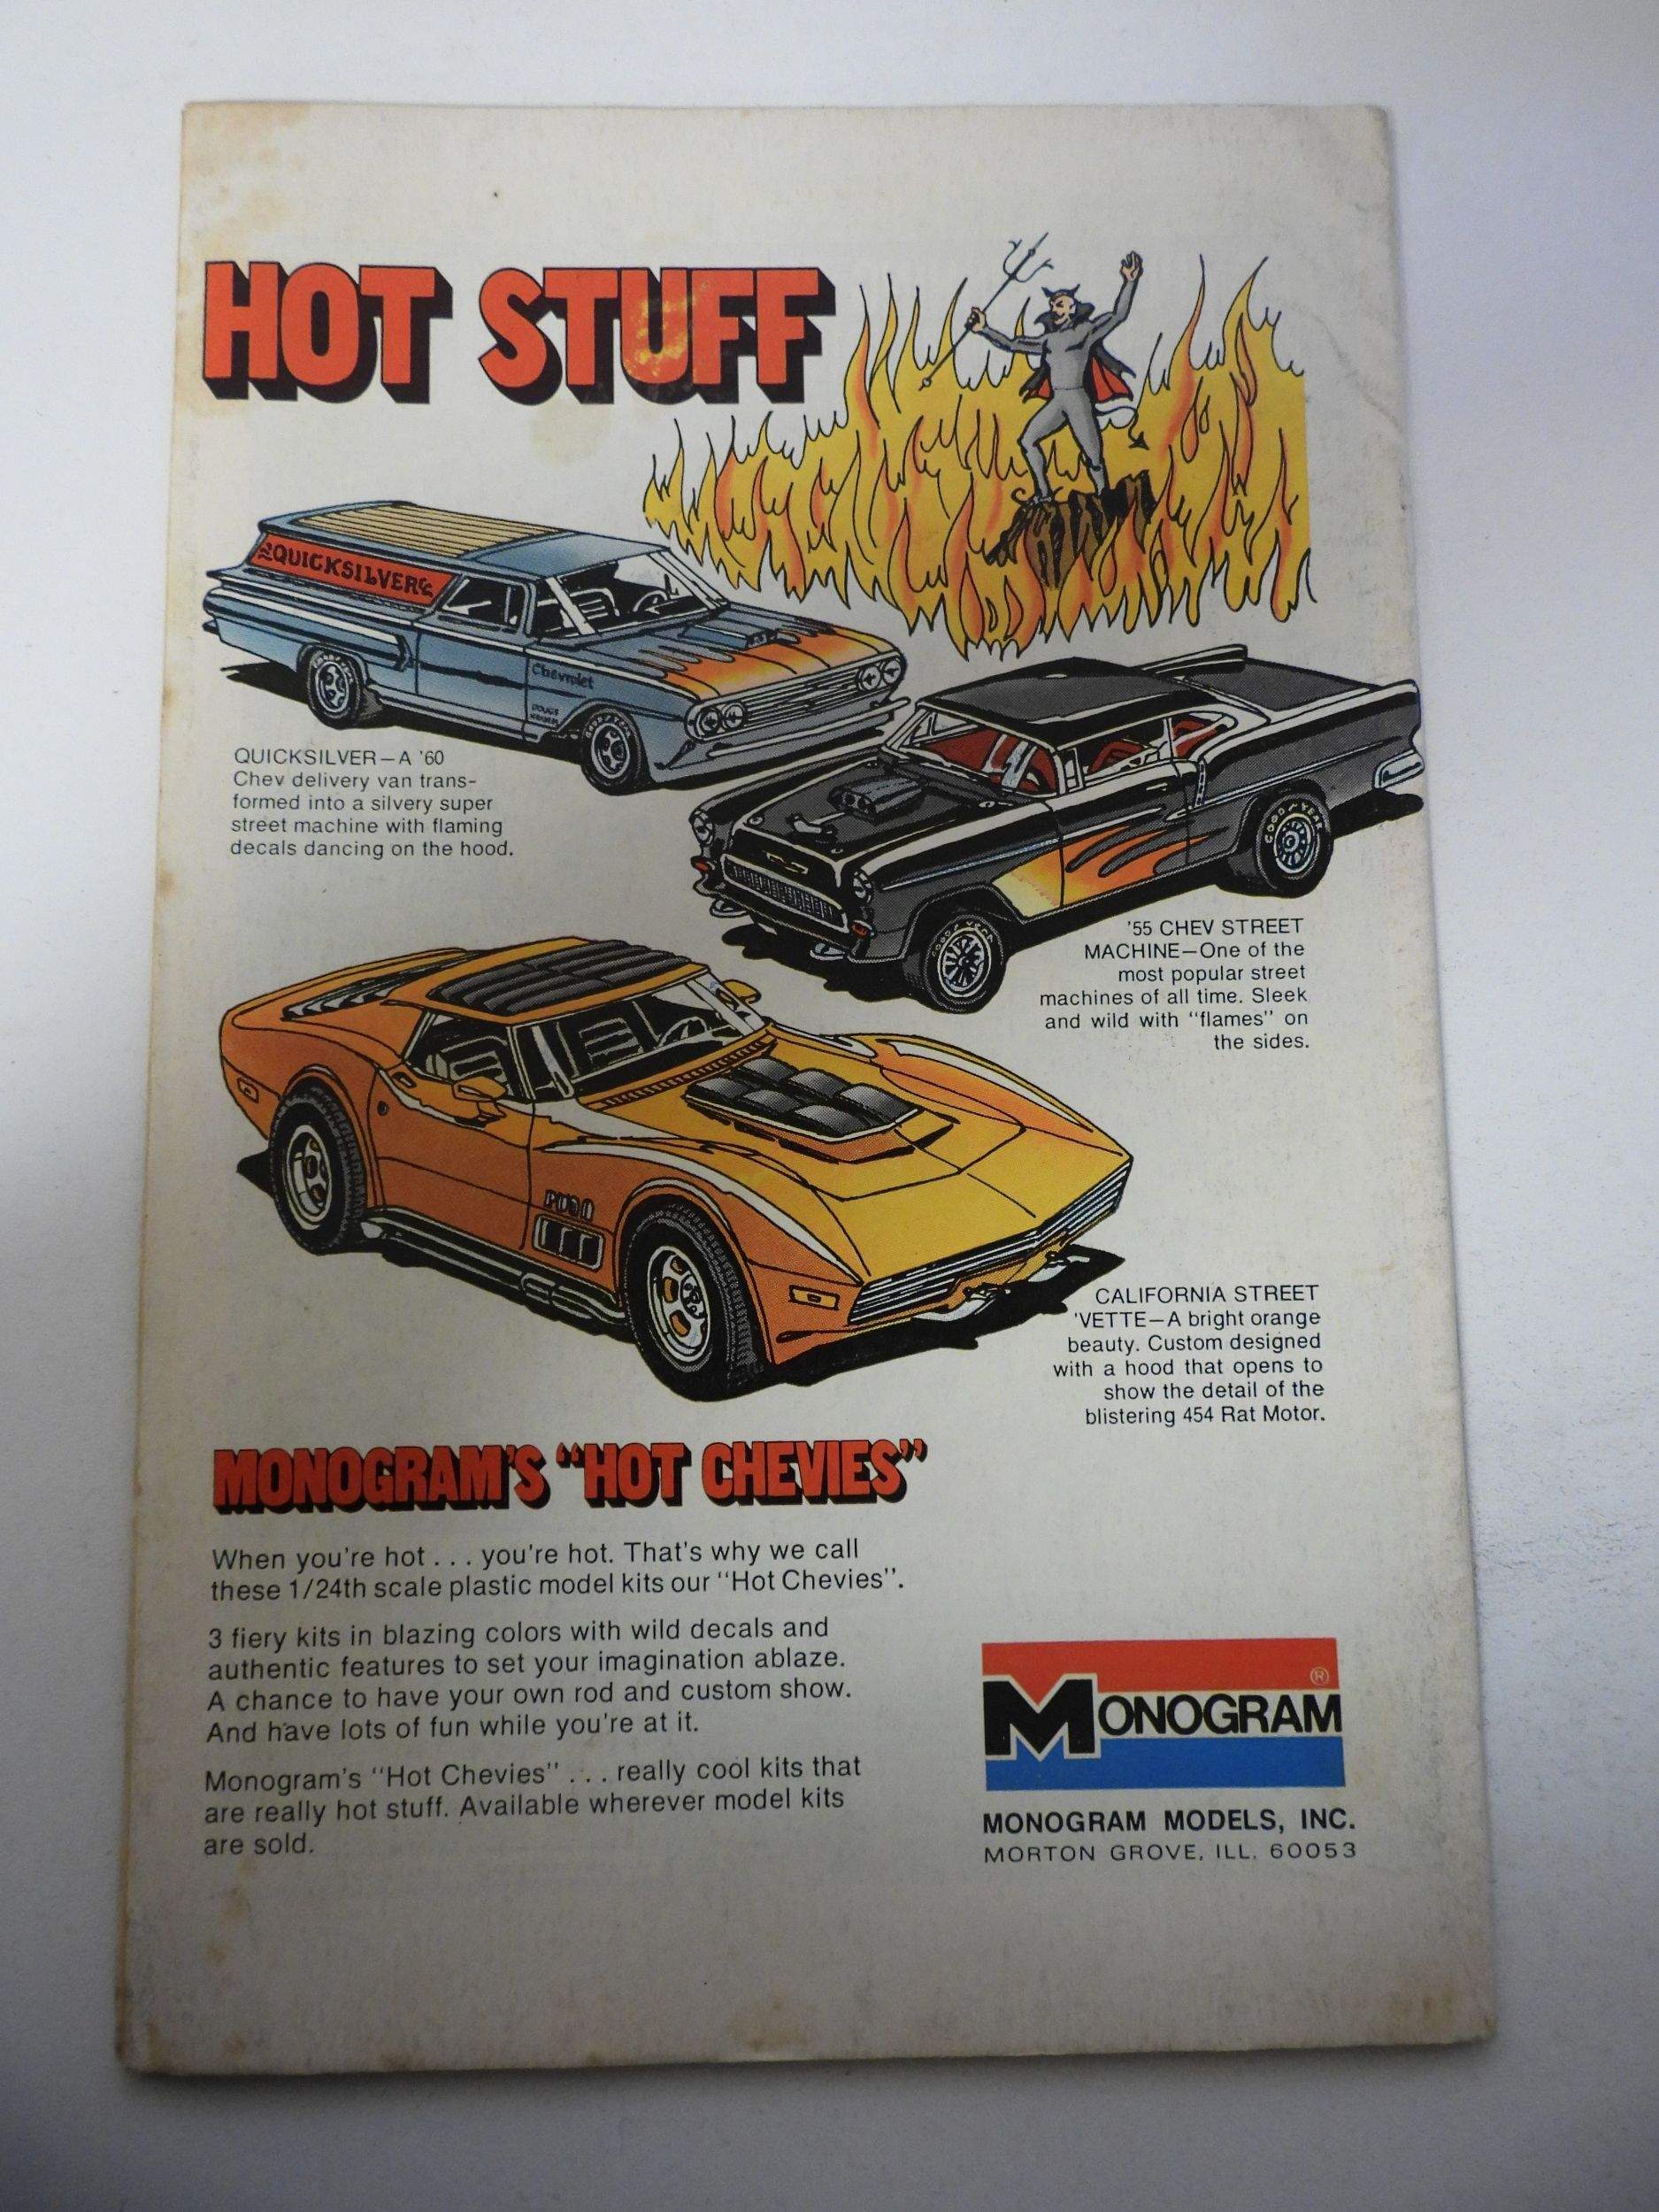 HOT STUFF
QUICKSILVER
Chevrolet
QUICKSILVER—A '60
Chev delivery van trans-
formed into a silvery super
street machine with flaming
decals dancing on the hood.
GOOD YEAR
GOOD YEAR
'55 CHEV STREET
MACHINE—One of the
most popular street
machines of all time. Sleek
and wild with "flames" on
the sides.
CALIFORNIA STREET
'VETTE—A bright orange
beauty. Custom designed
with a hood that opens to
show the detail of the
blistering 454 Rat Motor.
MONOGRAM'S "HOT CHEVIES"
When you're hot . . . you're hot. That's why we call
these 1/24th scale plastic model kits our "Hot Chevies".
3 fiery kits in blazing colors with wild decals and
authentic features to set your imagination ablaze.
A chance to have your own rod and custom show.
And have lots of fun while you're at it.
Monogram's "Hot Chevies" . . . really cool kits that
are really hot stuff. Available wherever model kits
are sold.
®
MONOGRAM
MONOGRAM MODELS, INC.
MORTON GROVE, ILL. 60053